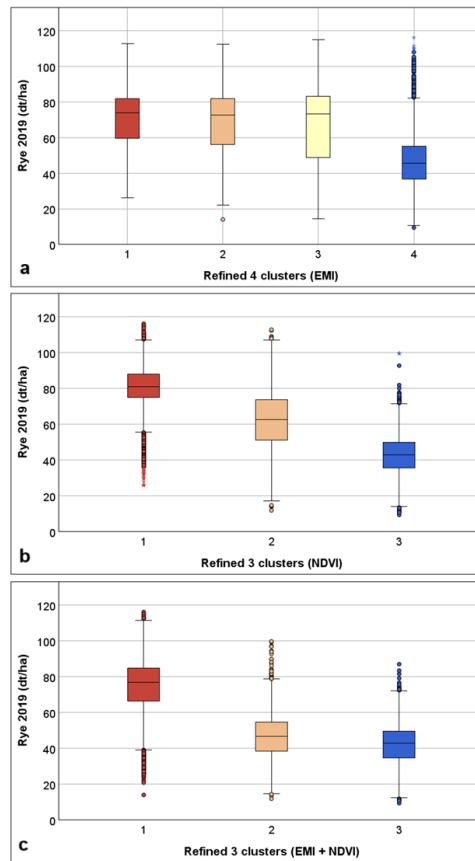 120
100
80
60
40
20
0
Rye 2019 (dt/ha)
1 2 3 4
Refined 4 clusters (EMI)
a
120
100
80
60
40
20
0
Rye 2019 (dt/ha)
1 2 3
Refined 3 clusters (NDVI)
b
120
100
80
60
40
20
0
Rye 2019 (dt/ha)
1 2 3
Refined 3 clusters (EMI + NDVI)
c